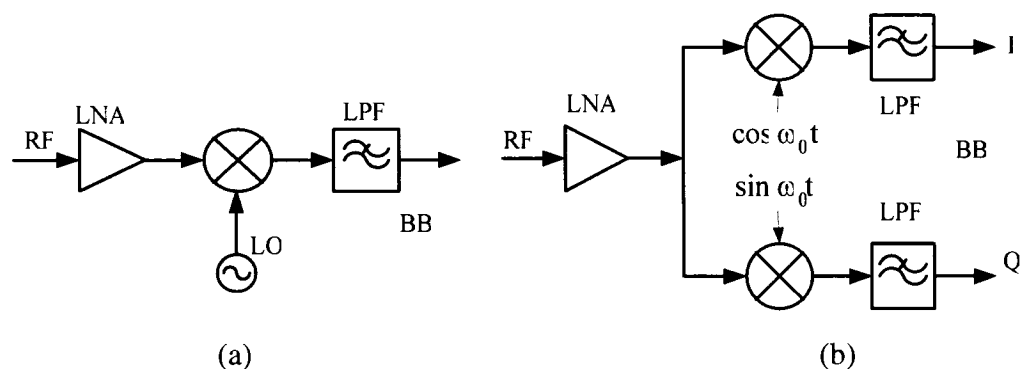 RF
LNA
LPF
LO
BB
(a)
RF
LNA
cos ω₀t
sin ω₀t
LPF
I
BB
LPF
Q
(b)